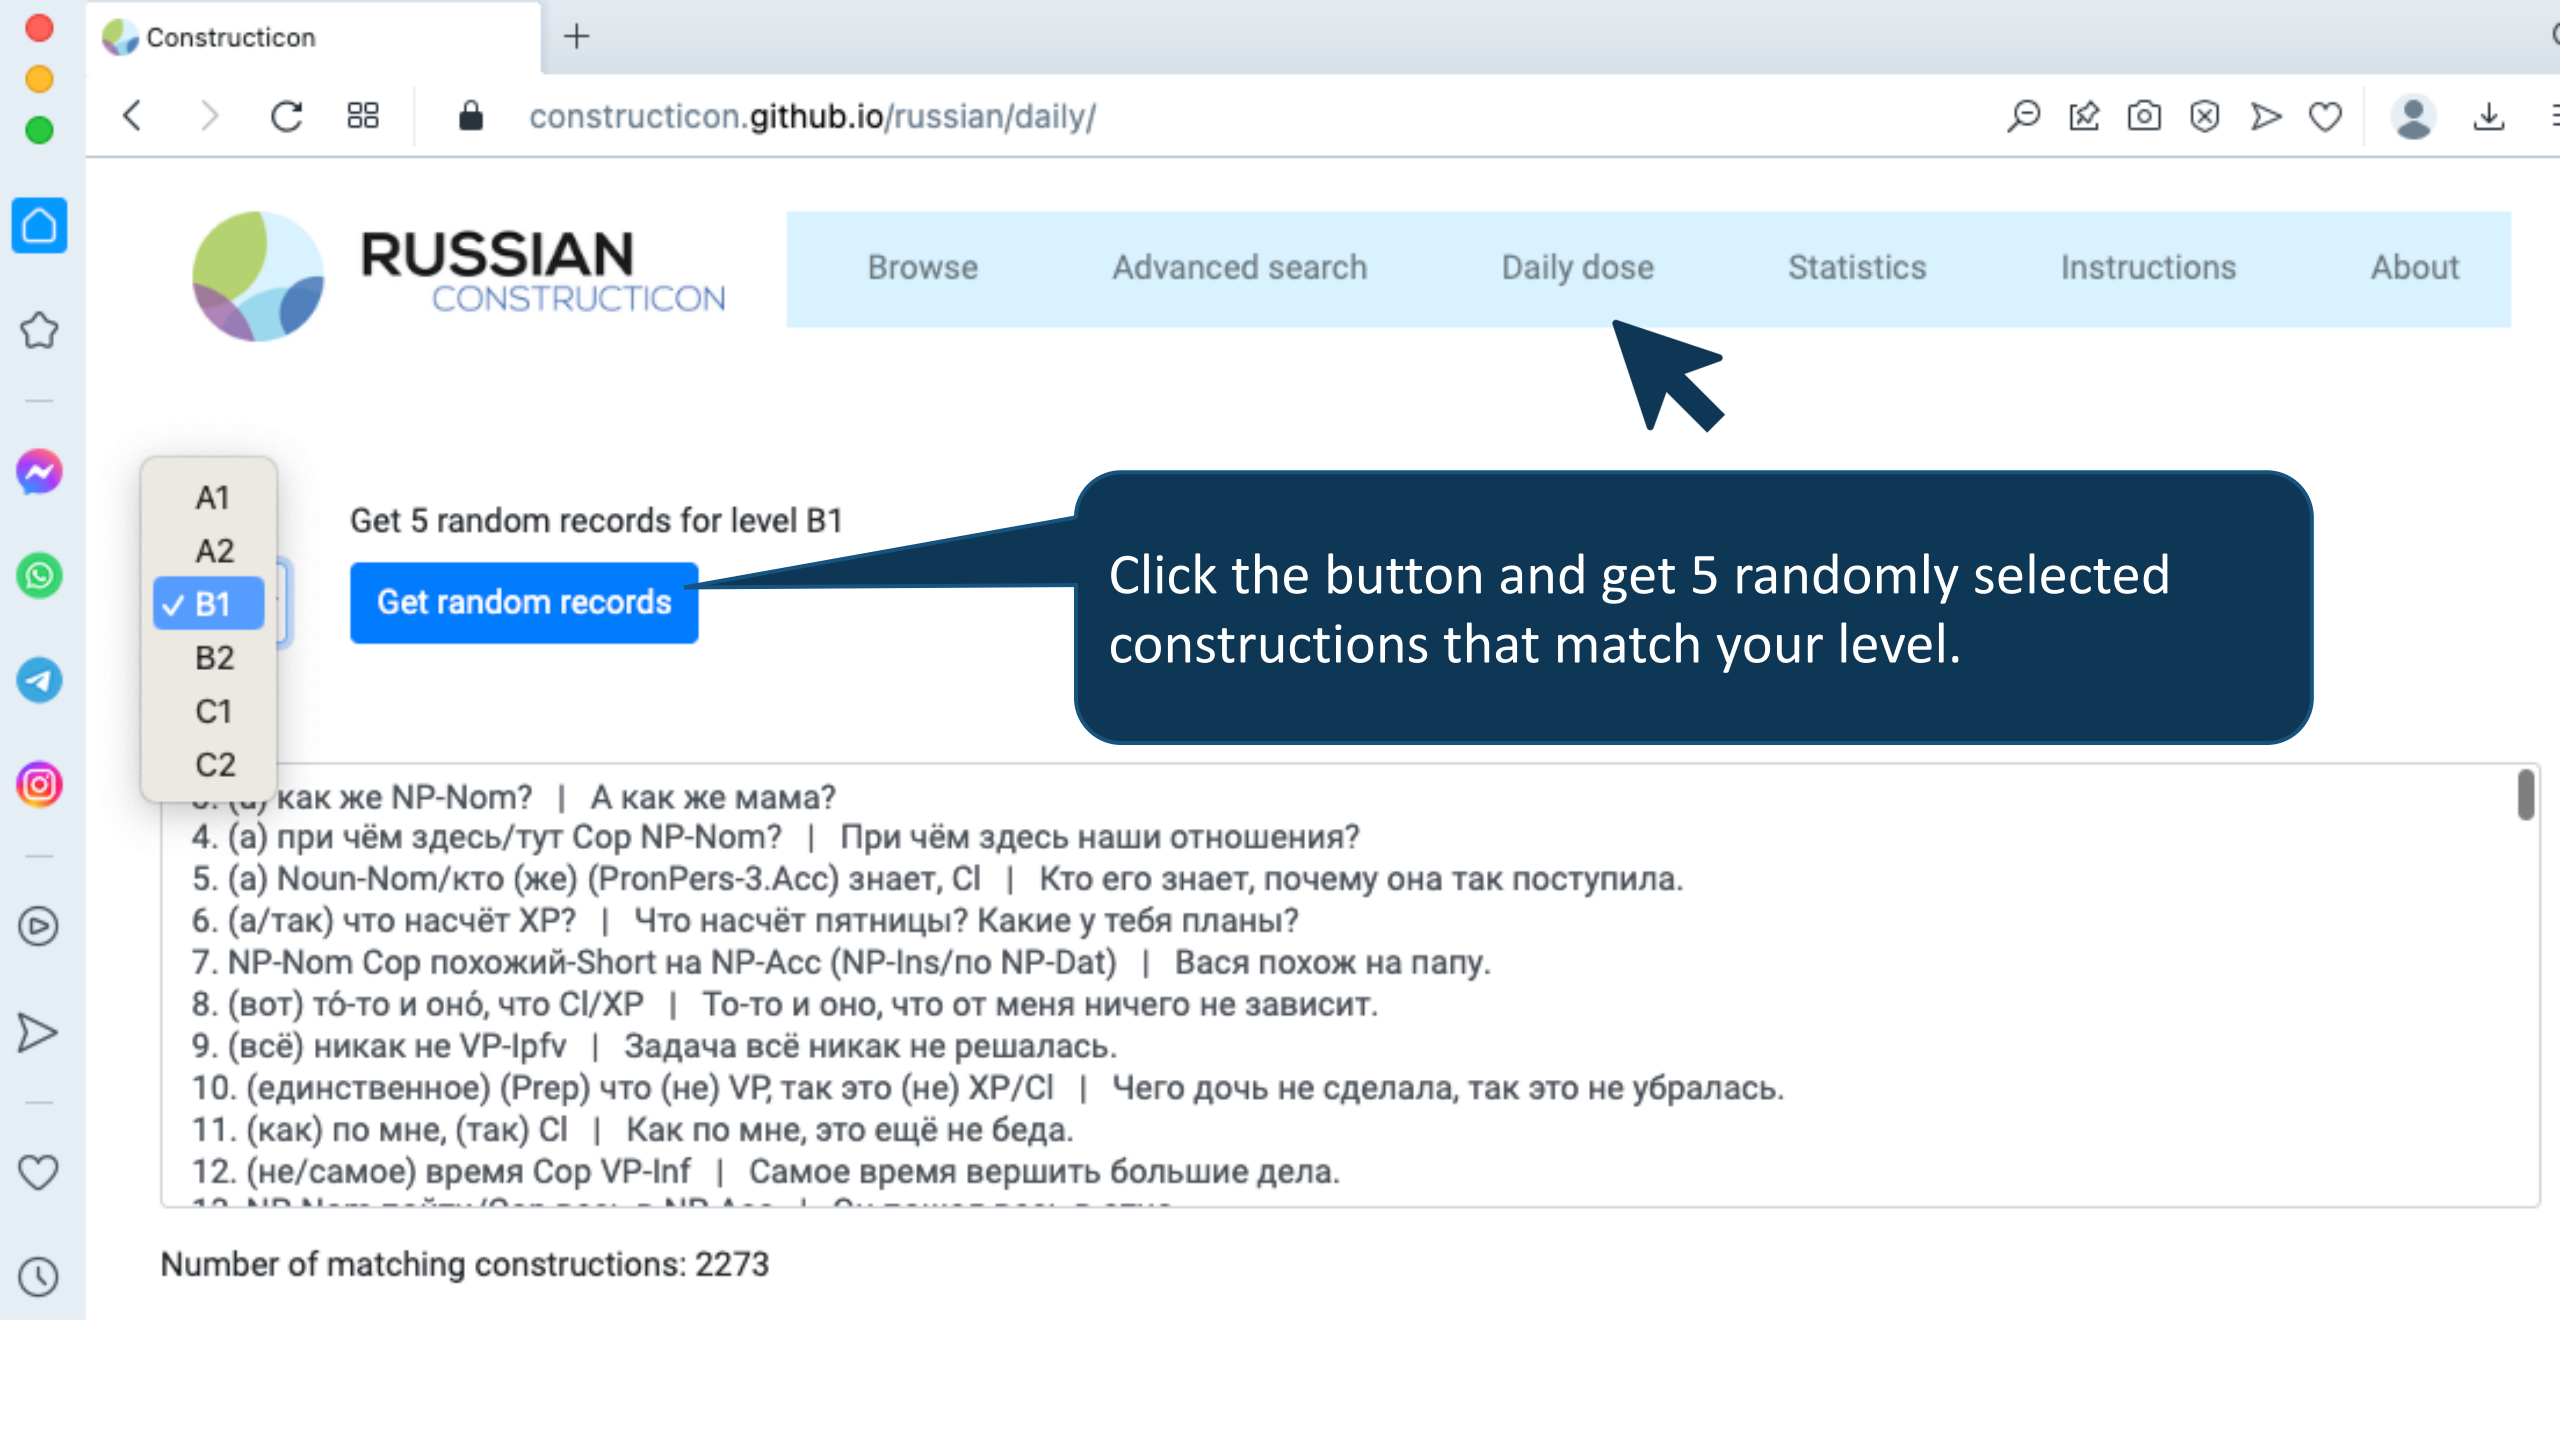 Constructicon
constructicon.github.io/russian/daily/
RUSSIAN
CONSTRUCTICON
Browse
Advanced search
Daily dose
Statistics
Instructions
About
A1
A2
B1
B2
C1
C2
Get 5 random records for level B1
Get random records
Click the button and get 5 randomly selected
constructions that match your level.
как же NP-Nom? | А как же мама?
4. (а) при чём здесь/тут Cop NP-Nom? | При чём здесь наши отношения?
5. (а) Noun-Nom/кто (же) (PronPers-3.Acc) знает, Cl | Кто его знает, почему она так поступила.
6. (а/так) что насчёт XP? | Что насчёт пятницы? Какие у тебя планы?
7. NP-Nom Cop похожий-Short на NP-Acc (NP-Ins/по NP-Dat) | Вася похож на папу.
8. (вот) то́-то и оно́, что Cl/XP | То-то и оно, что от меня ничего не зависит.
9. (всё) никак не VP-Ipfv | Задача всё никак не решалась.
10. (единственное) (Prep) что (не) VP, так это (не) XP/Cl | Чего дочь не сделала, так это не убралась.
11. (как) по мне, (так) Cl | Как по мне, это ещё не беда.
12. (не/самое) время Cop VP-Inf | Самое время вершить большие дела.
Number of matching constructions: 2273